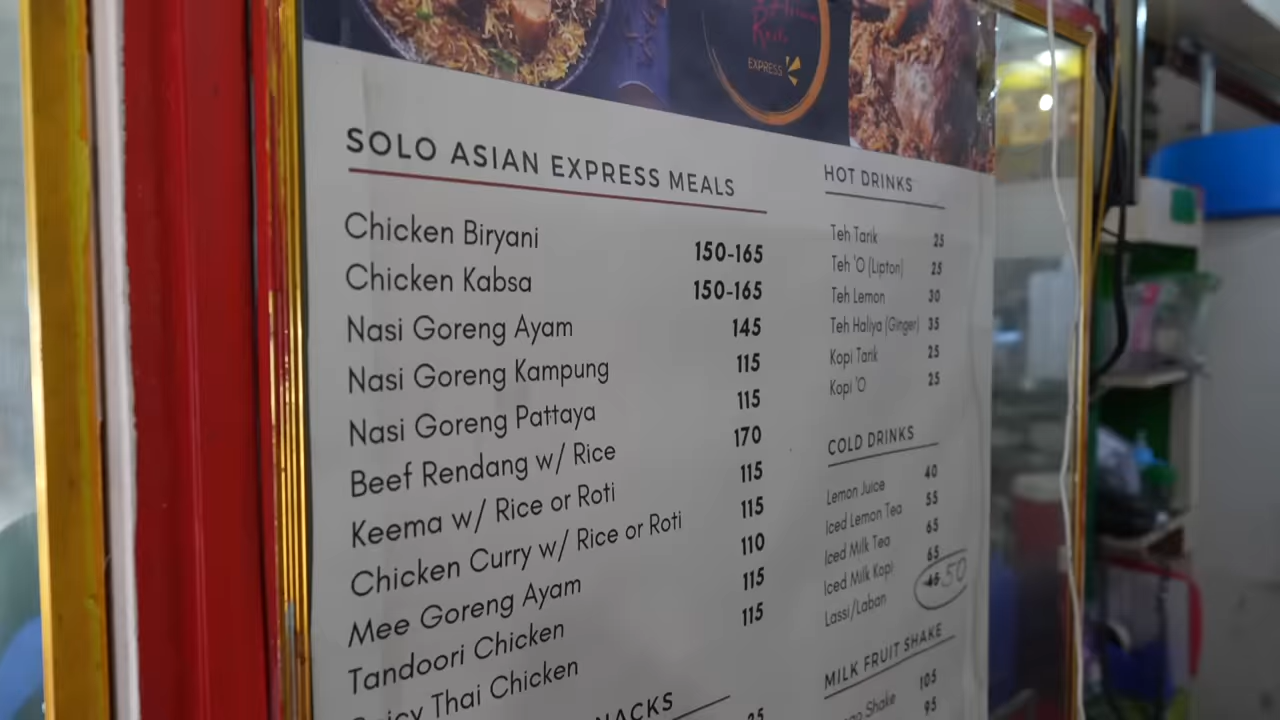 EXPRESS
SOLO ASIAN EXPRESS MEALS
Chicken Biryani 150-165
Chicken Kabsa 150-165
Nasi Goreng Ayam 145
Nasi Goreng Kampung 115
Nasi Goreng Pattaya 115
Beef Rendang w/ Rice 170
Keema w/ Rice or Roti 115
Chicken Curry w/ Rice or Roti 115
Mee Goreng Ayam 110
Tandoori Chicken 115
Thai Chicken 115
25
HOT DRINKS
Teh Tarik 25
Teh 'O (Lipton) 25
Teh Lemon 30
Teh Haliya (Ginger) 35
Kopi Tarik 25
Kopi 'O 25
COLD DRINKS
Lemon Juice 40
Iced Lemon Tea 55
Iced Milk Tea 65
Iced Milk Kopi 65
Lassi/Laban 45 50
MILK FRUIT SHAKE
Shake 105
95